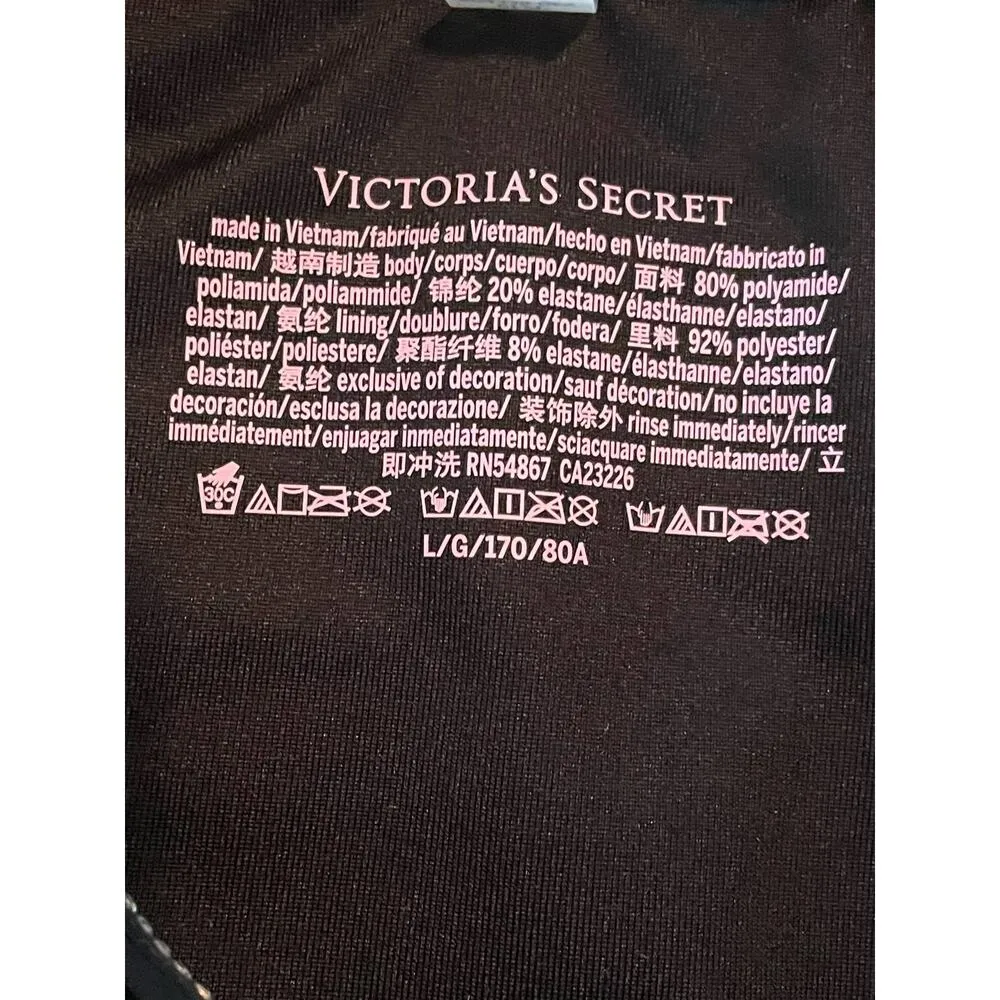 VICTORIA'S SECRET
made in Vietnam/fabriqué au Vietnam/hecho en Vietnam/fabbricato in
Vietnam/ 越南制造 body/corps/cuerpo/corpo/ 面料 80% polyamide/
poliamida/poliammide/ 锦纶 20% elastane/élasthanne/elastano/
elastan/ 氨纶 lining/doublure/forro/fodera/ 里料 92% polyester/
poliéster/poliestere/ 聚酯纤维 8% elastane/élasthanne/elastano/
elastan/ 氨纶 exclusive of decoration/sauf décoration/no incluye la
decoración/esclusa la decorazione/ 装饰除外 rinse immediately/rincer
immédiatement/enjuagar inmediatamente/sciacquare immediatamente/ 立
即冲洗 RN54867 CA23226
30C
L/G/170/80A